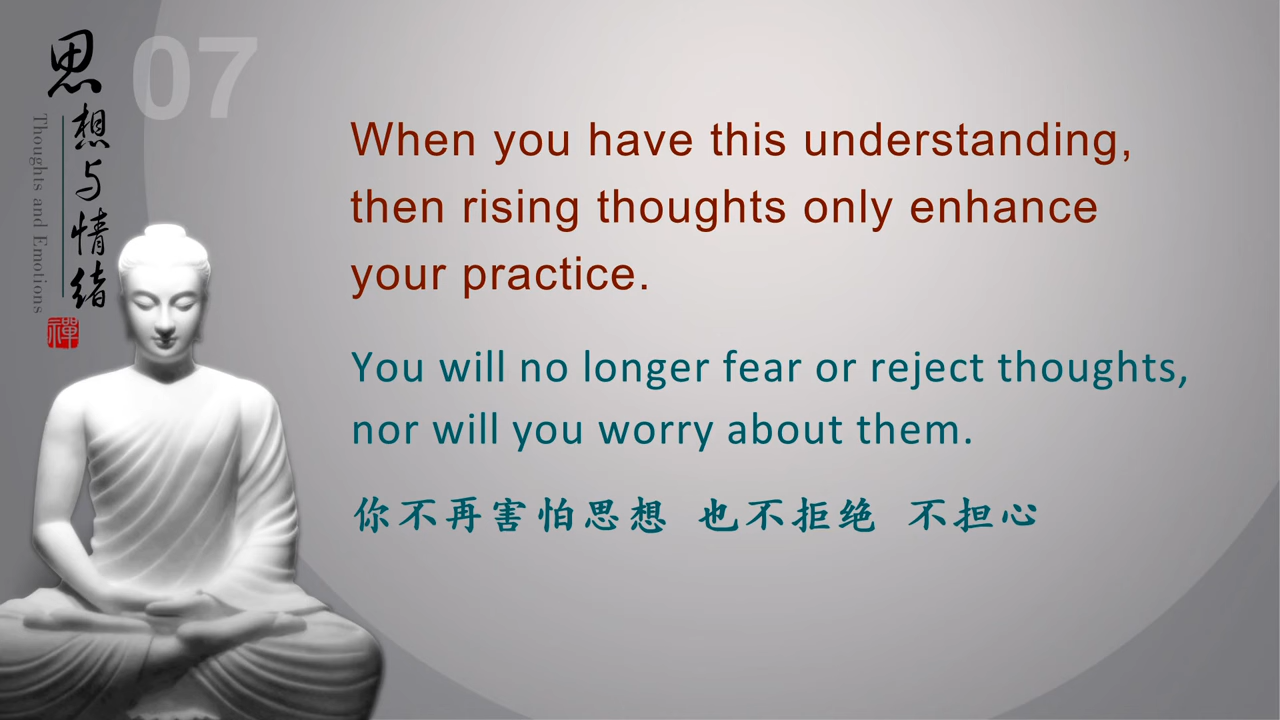 思想与情绪
Thoughts and Emotions
禪
07
When you have this understanding,
then rising thoughts only enhance
your practice.
You will no longer fear or reject thoughts,
nor will you worry about them.
你不再害怕思想 也不拒绝 不担心